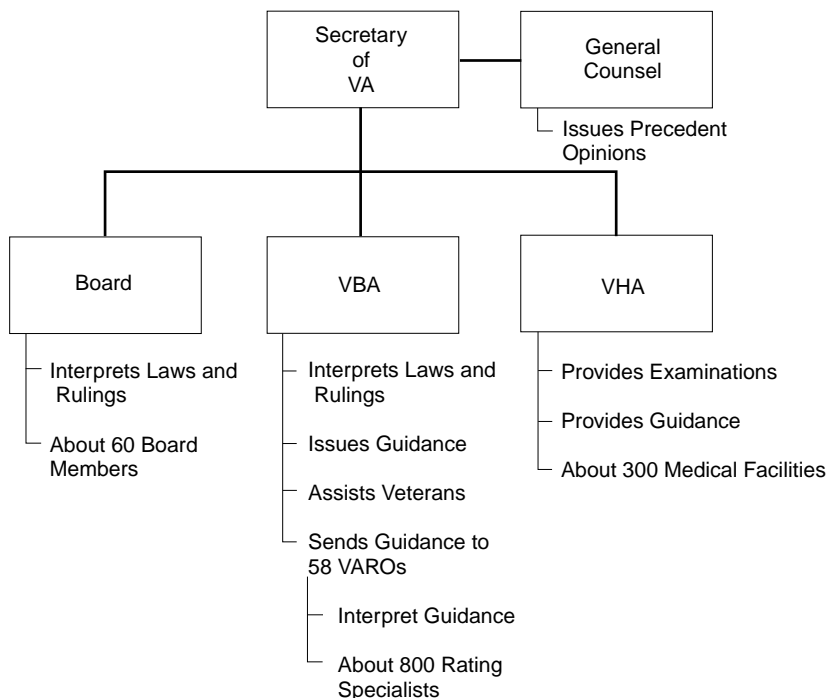 Secretary
of
VA
General
Counsel
Issues Precedent
Opinions
Board
Interprets Laws and
Rulings
About 60 Board
Members
VBA
Interprets Laws and
Rulings
Issues Guidance
Assists Veterans
Sends Guidance to
58 VAROs
Interpret Guidance
About 800 Rating
Specialists
VHA
Provides Examinations
Provides Guidance
About 300 Medical Facilities